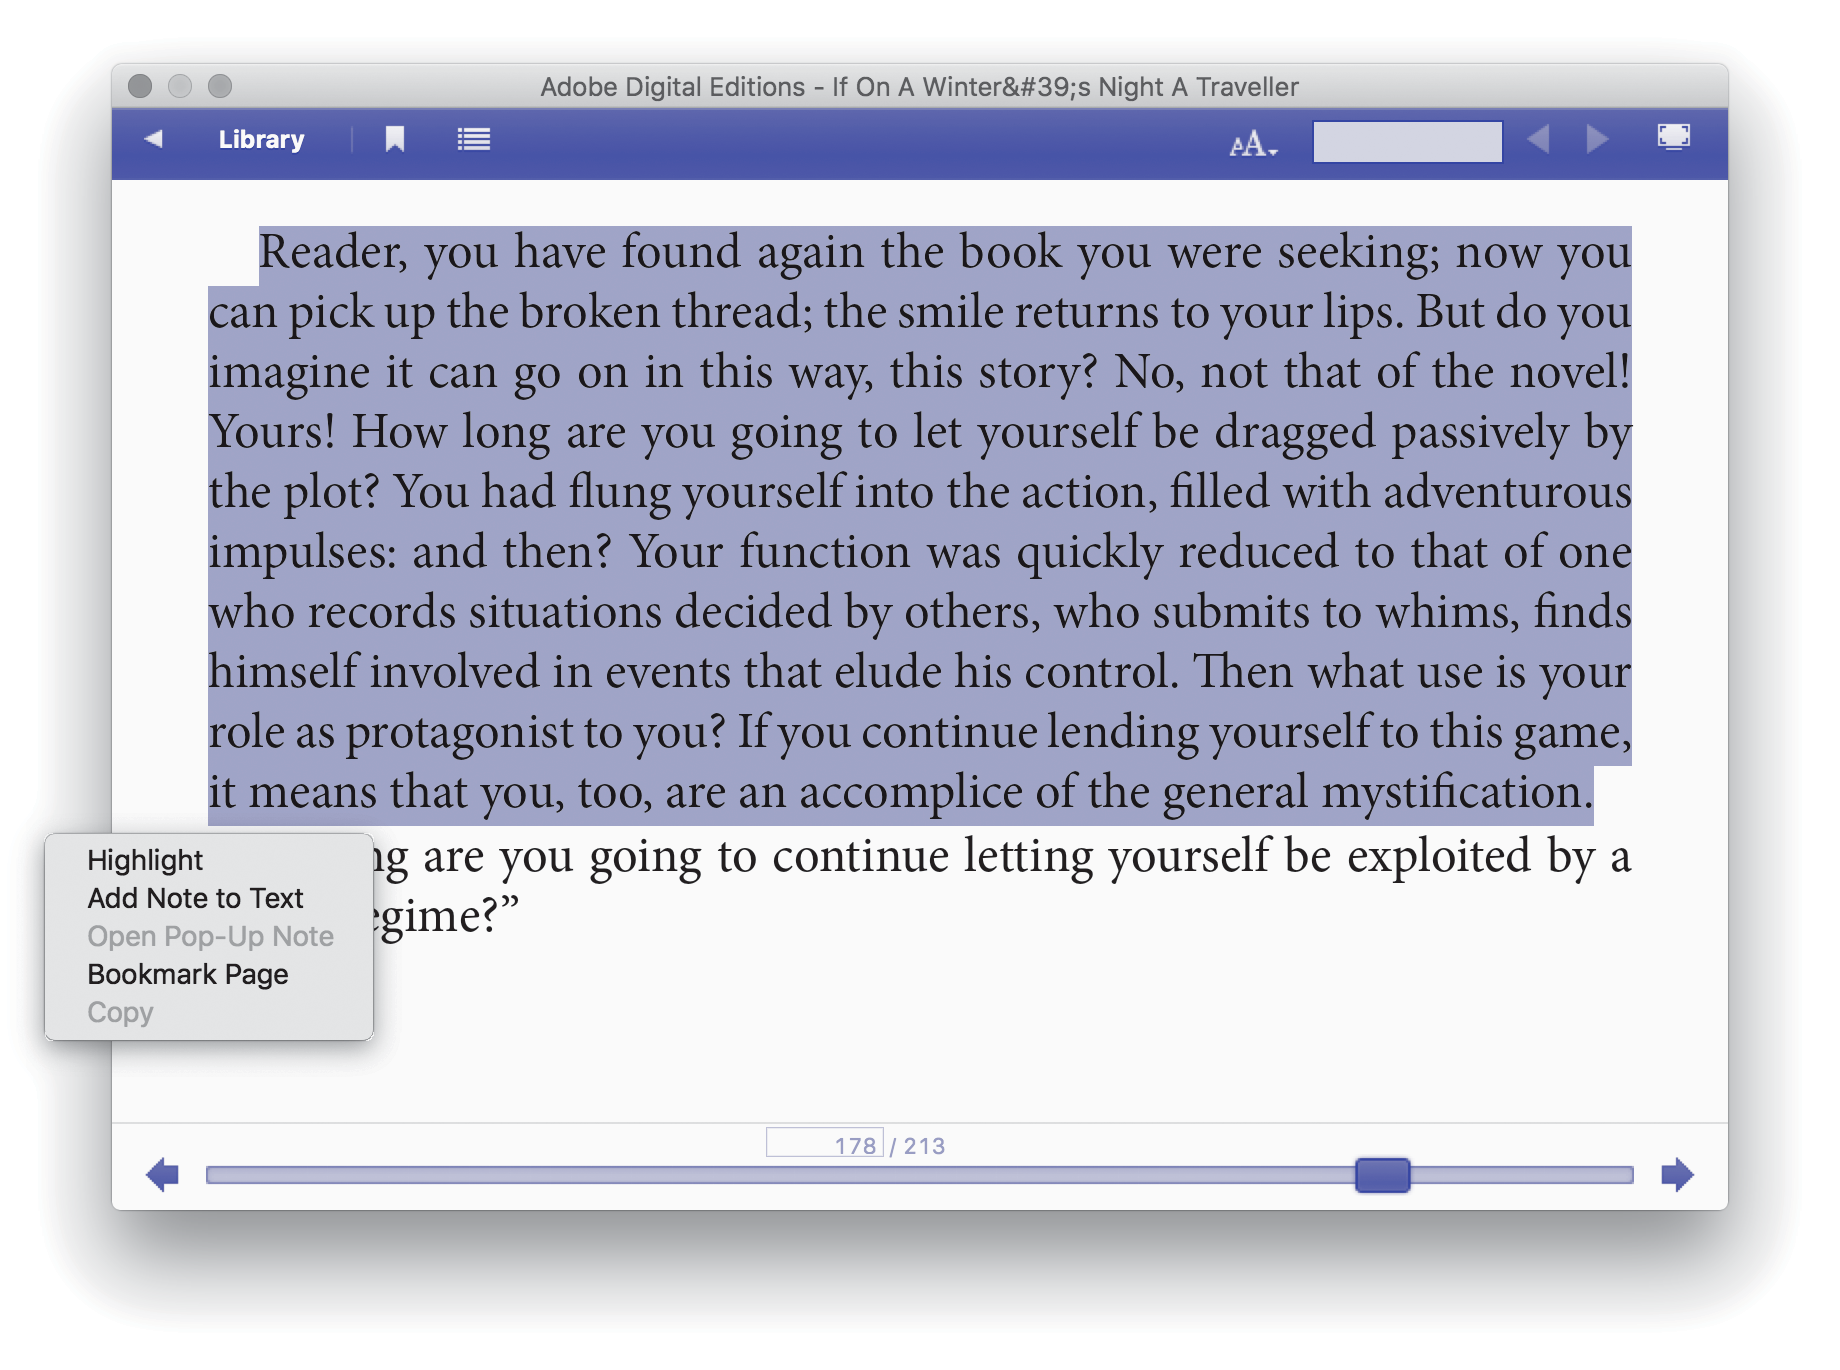 Adobe Digital Editions - If On A Winter&#39;s Night A Traveller
Library
AA
Reader, you have found again the book you were seeking; now you
can pick up the broken thread; the smile returns to your lips. But do you
imagine it can go on in this way, this story? No, not that of the novel!
Yours! How long are you going to let yourself be dragged passively by
the plot? You had flung yourself into the action, filled with adventurous
impulses: and then? Your function was quickly reduced to that of one
who records situations decided by others, who submits to whims, finds
himself involved in events that elude his control. Then what use is your
role as protagonist to you? If you continue lending yourself to this game,
it means that you, too, are an accomplice of the general mystification.
are you going to continue letting yourself be exploited by a
egime?”
Highlight
Add Note to Text
Open Pop-Up Note
Bookmark Page
Copy
178 / 213